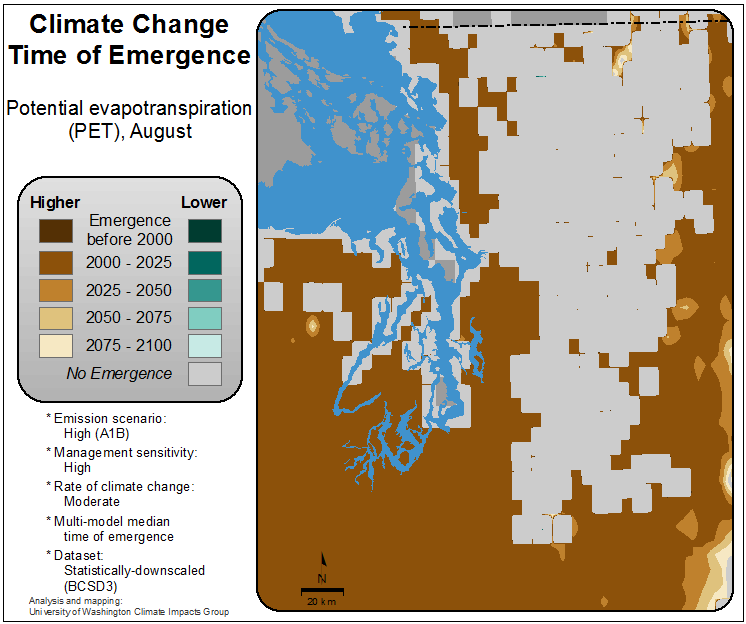 Climate Change
Time of Emergence
Potential evapotranspiration
(PET), August
Higher Lower
Emergence
before 2000
2000 - 2025
2025 - 2050
2050 - 2075
2075 - 2100
No Emergence
* Emission scenario:
High (A1B)
* Management sensitivity:
High
* Rate of climate change:
Moderate
* Multi-model median
time of emergence
* Dataset:
Statistically-downscaled
(BCSD3)
Analysis and mapping:
University of Washington Climate Impacts Group
N
20 km